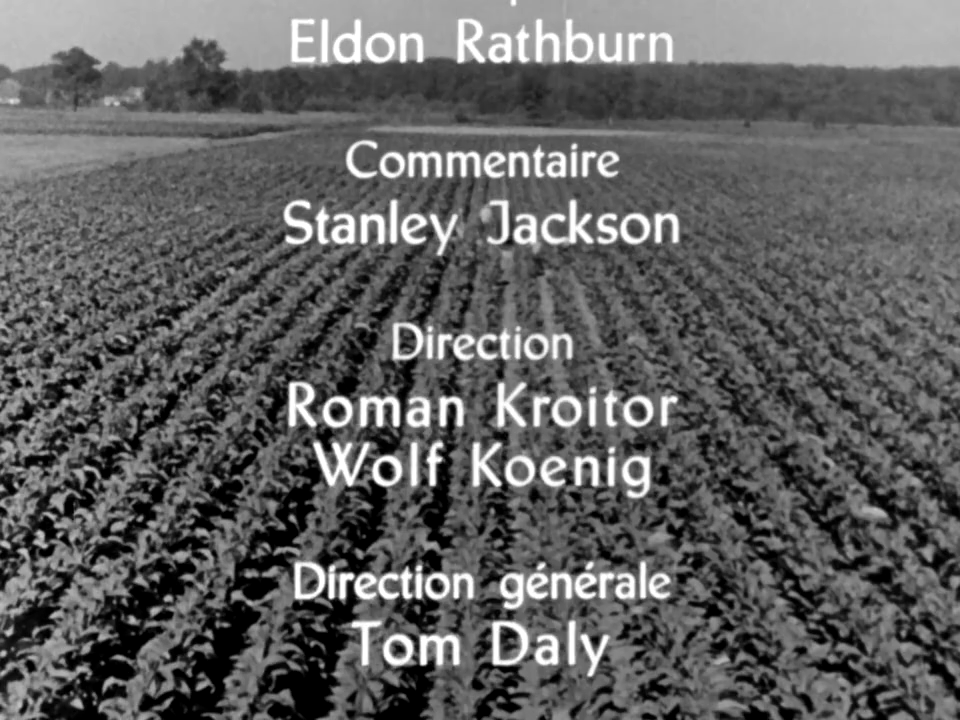 Eldon Rathburn
Commentaire
Stanley Jackson
Direction
Roman Kroitor
Wolf Koenig
Direction générale
Tom Daly